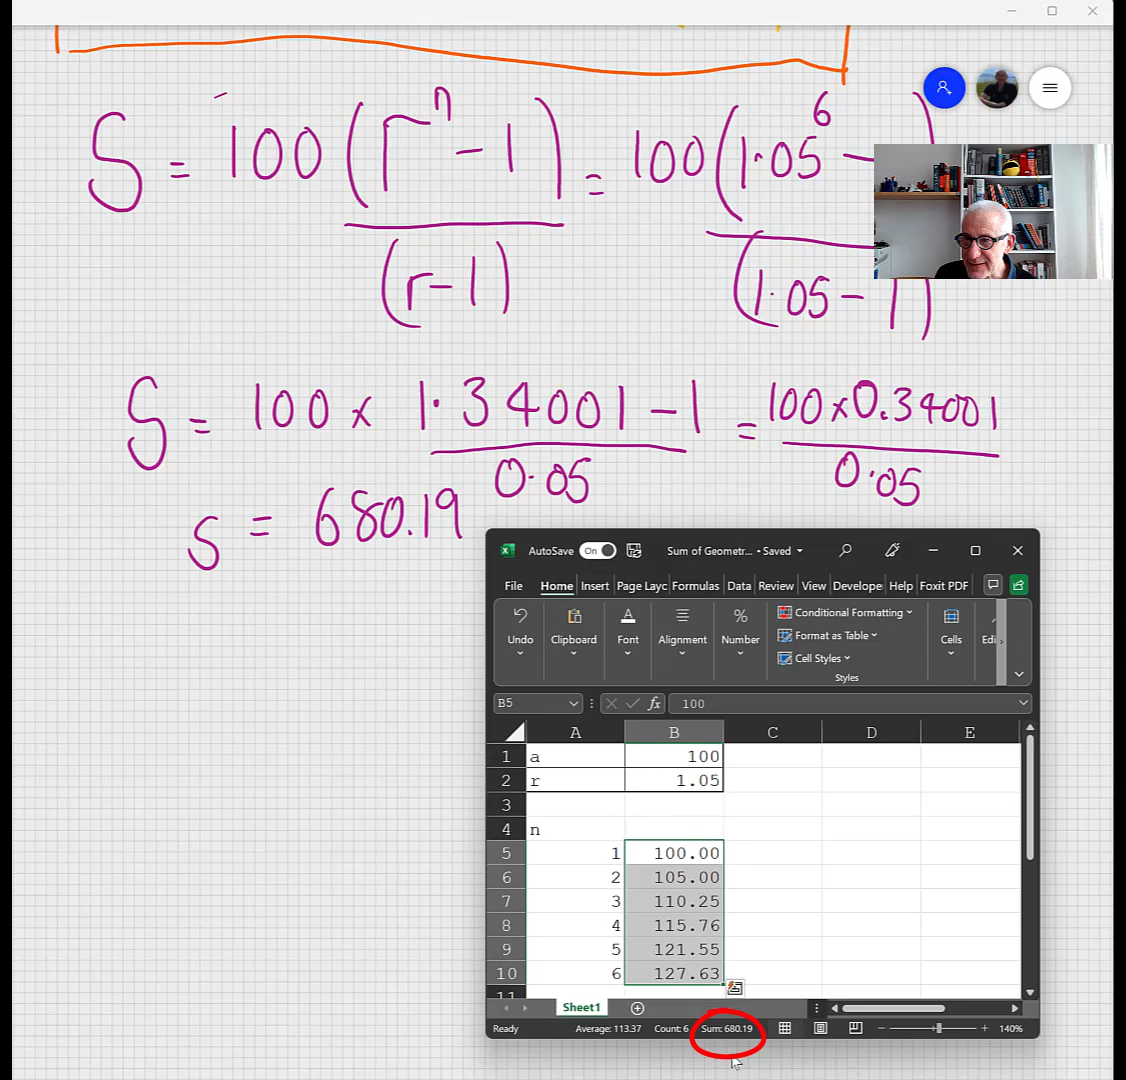 S = 100 (r^n - 1) / (r - 1) = 100 (1.05^6 - / (1.05 - 1)
S = 100 x 1.34001 - 1 / 0.05 = 100 x 0.34001 / 0.05
S = 680.19
AutoSave On Sum of Geometr... • Saved
File Home Insert Page Layc Formulas Data Review View Develope Help Foxit PDF
Undo Clipboard Font Alignment Number Conditional Formatting Format as Table Cell Styles Cells Edi
Styles
B5 fx 100
A B C D E
1 a 100
2 r 1.05
3
4 n
5 1 100.00
6 2 105.00
7 3 110.25
8 4 115.76
9 5 121.55
10 6 127.63
11
Sheet1
Ready Average: 113.37 Count: 6 Sum: 680.19 140%